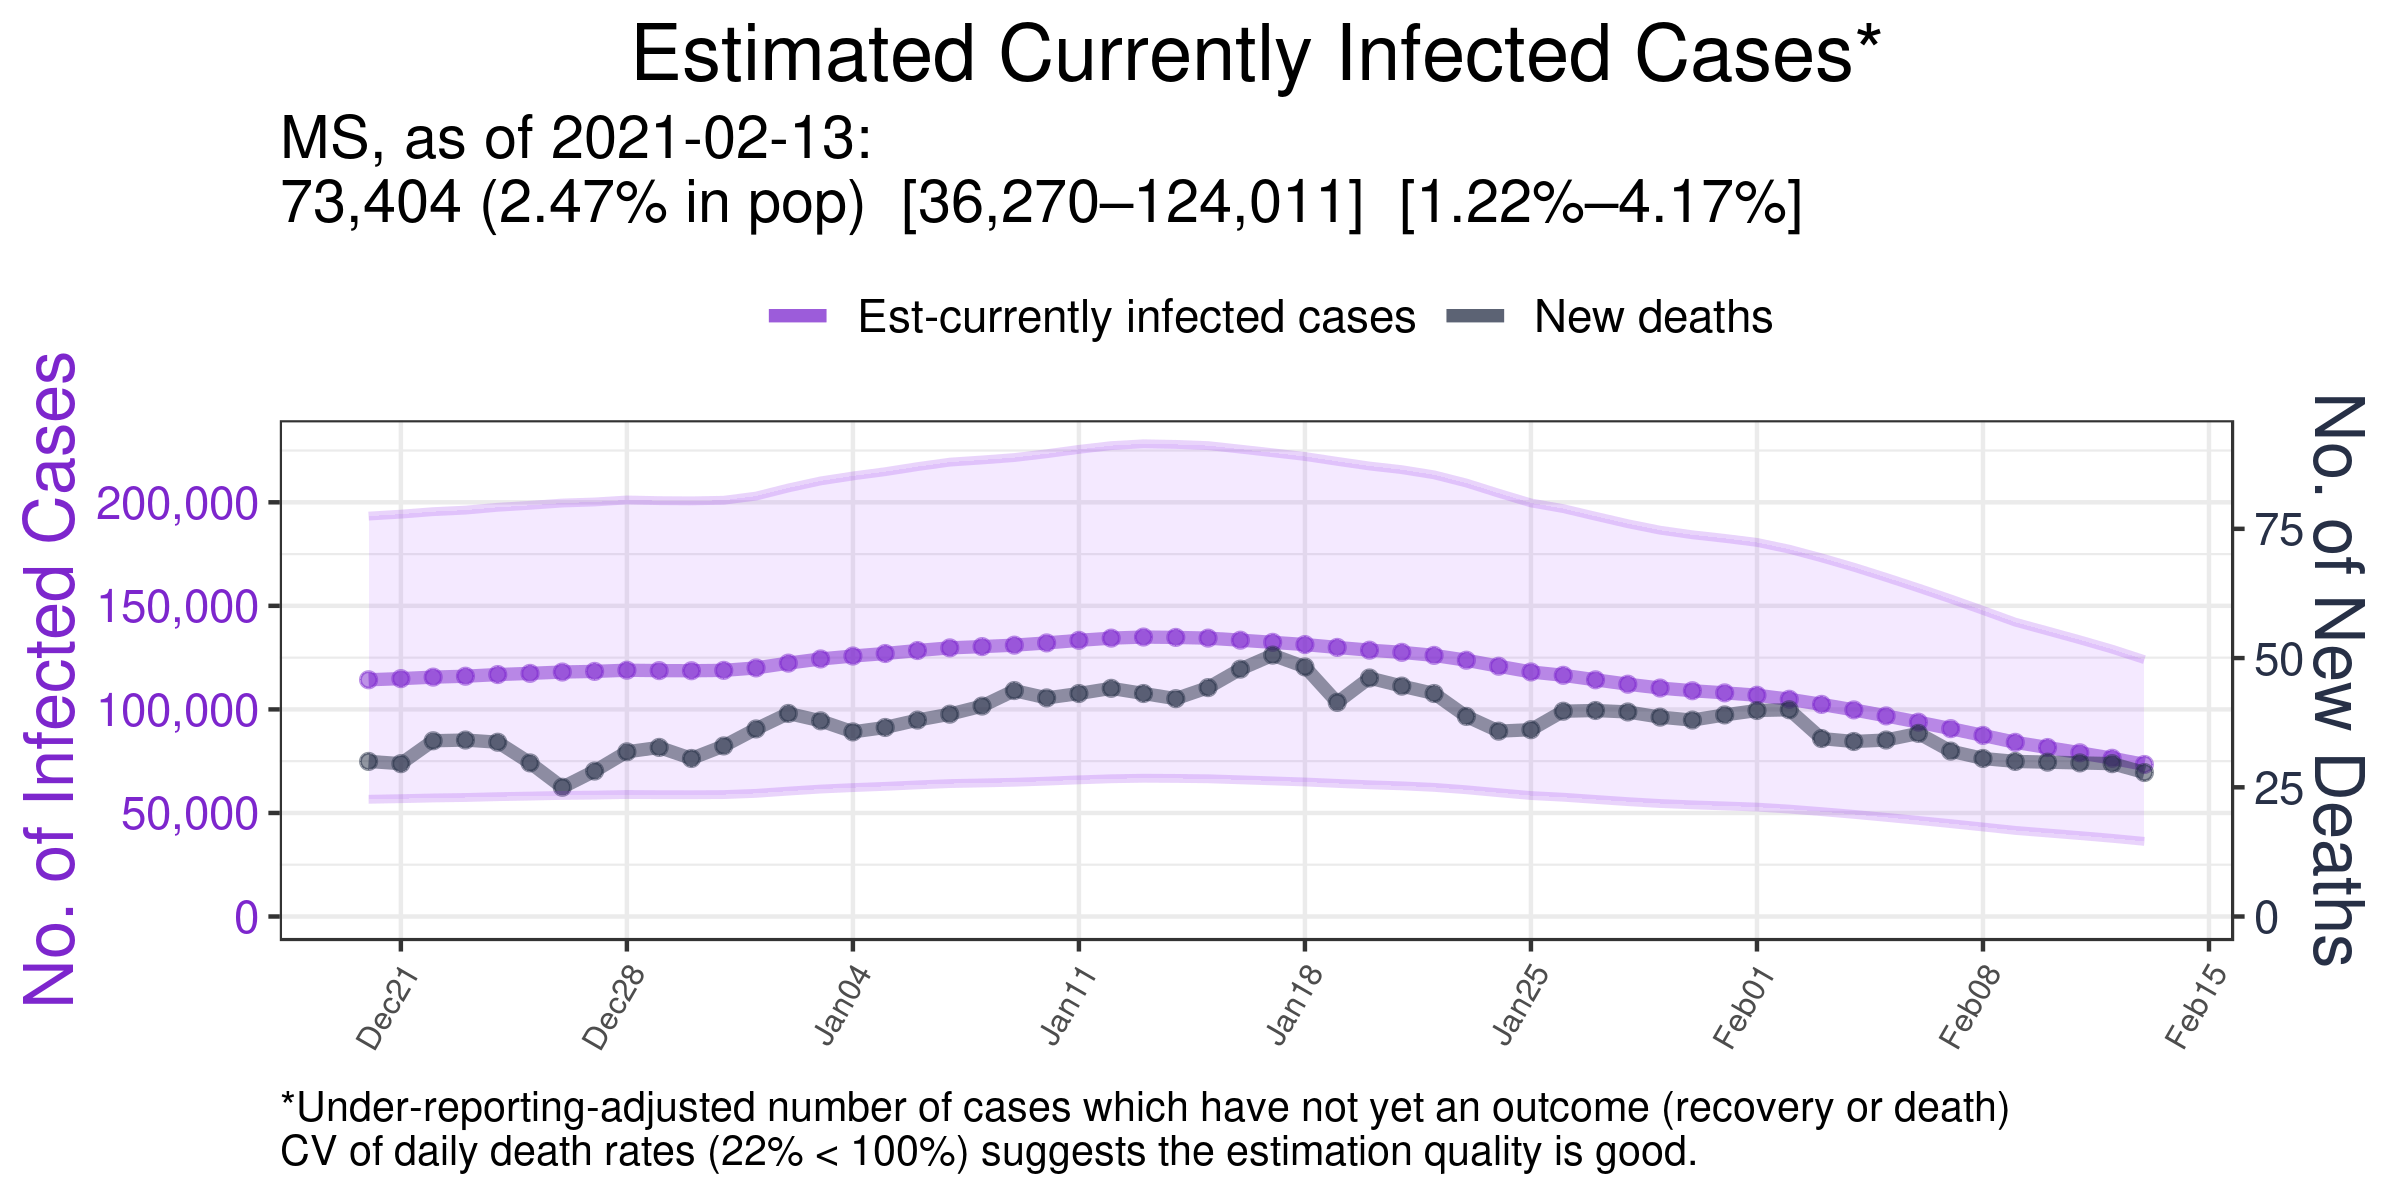 Estimated Currently Infected Cases*
MS, as of 2021-02-13:
73,404 (2.47% in pop) [36,270–124,011] [1.22%–4.17%]
Est-currently infected cases New deaths
No. of Infected Cases
200,000
150,000
100,000
50,000
0
No. of New Deaths
75
50
25
0
Dec21 Dec28 Jan04 Jan11 Jan18 Jan25 Feb01 Feb08 Feb15
*Under-reporting-adjusted number of cases which have not yet an outcome (recovery or death)
CV of daily death rates (22% < 100%) suggests the estimation quality is good.